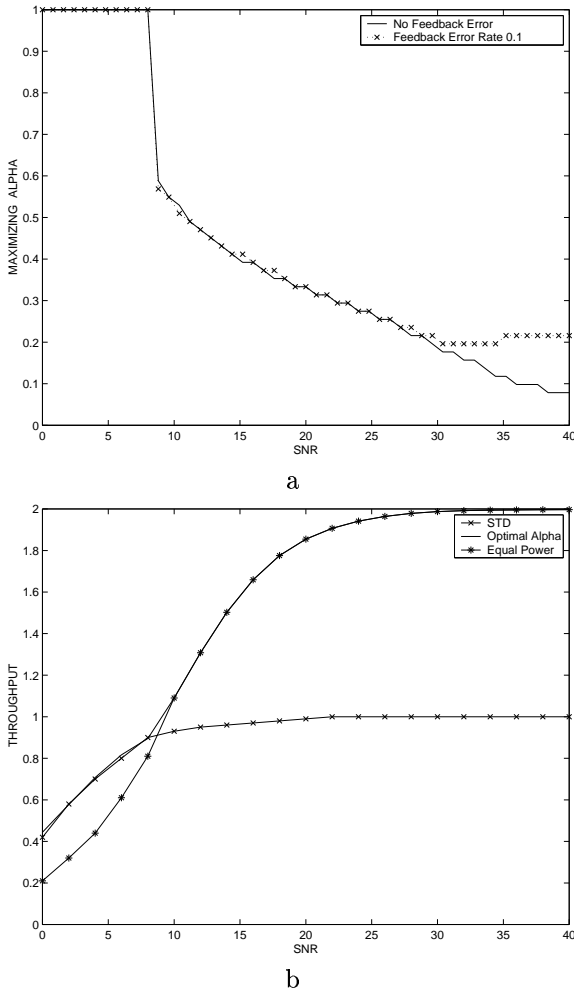 1
0.9
0.8
0.7
0.6
0.5
0.4
0.3
0.2
0.1
0
MAXIMIZING ALPHA
No Feedback Error
Feedback Error Rate 0.1
0 5 10 15 20 25 30 35 40
SNR
a
2
1.8
1.6
1.4
1.2
1
0.8
0.6
0.4
0.2
0
THROUGHPUT
STD
Optimal Alpha
Equal Power
0 5 10 15 20 25 30 35 40
SNR
b